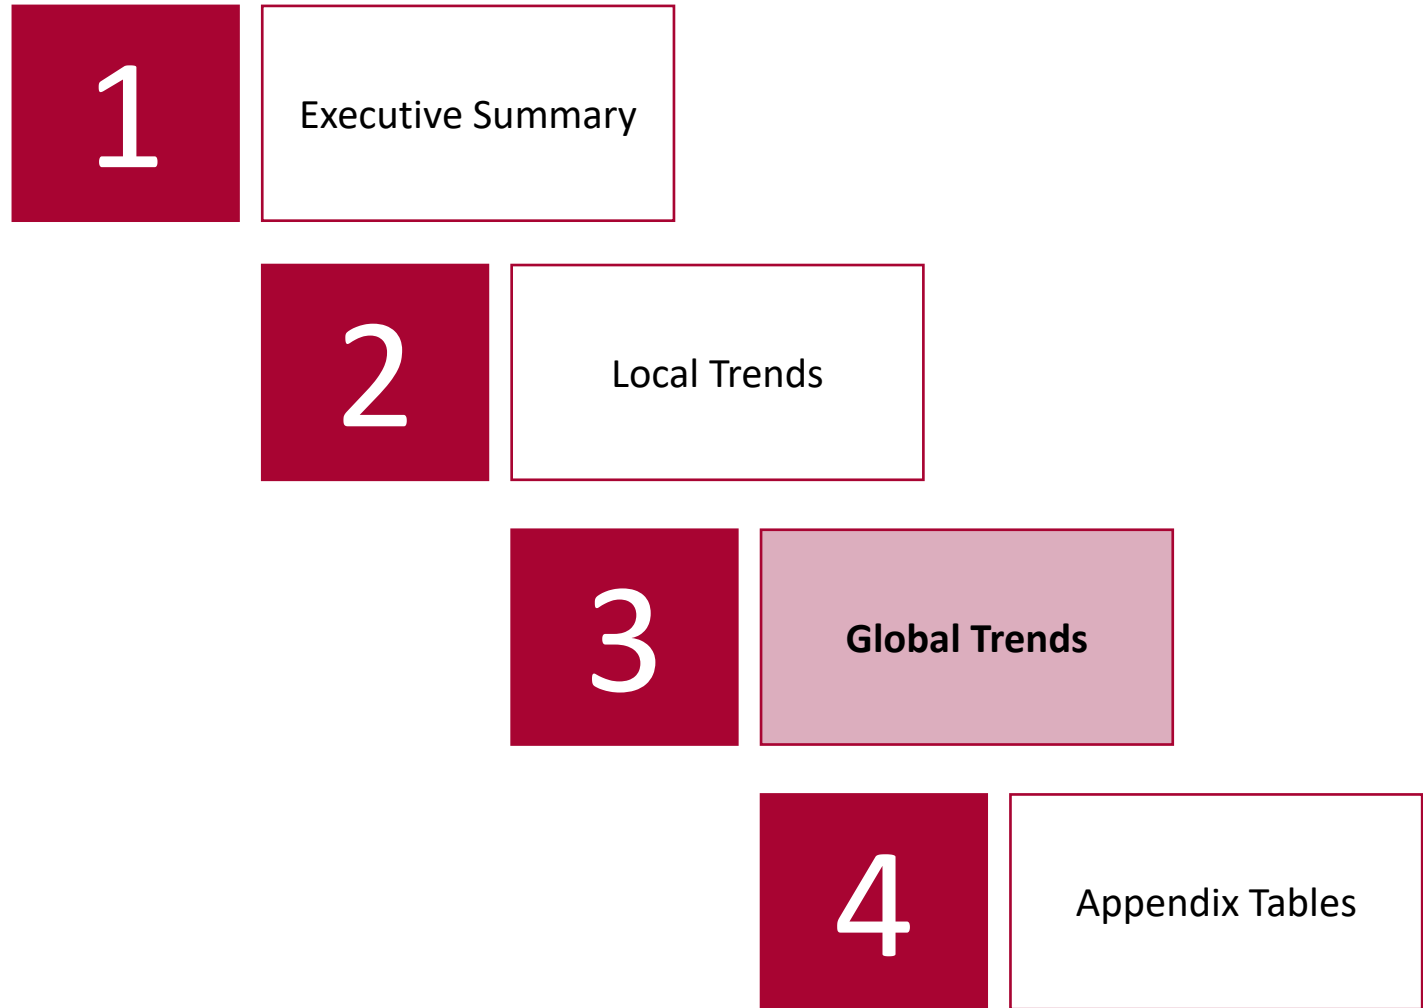 1
Executive Summary
2
Local Trends
3
Global Trends
4
Appendix Tables